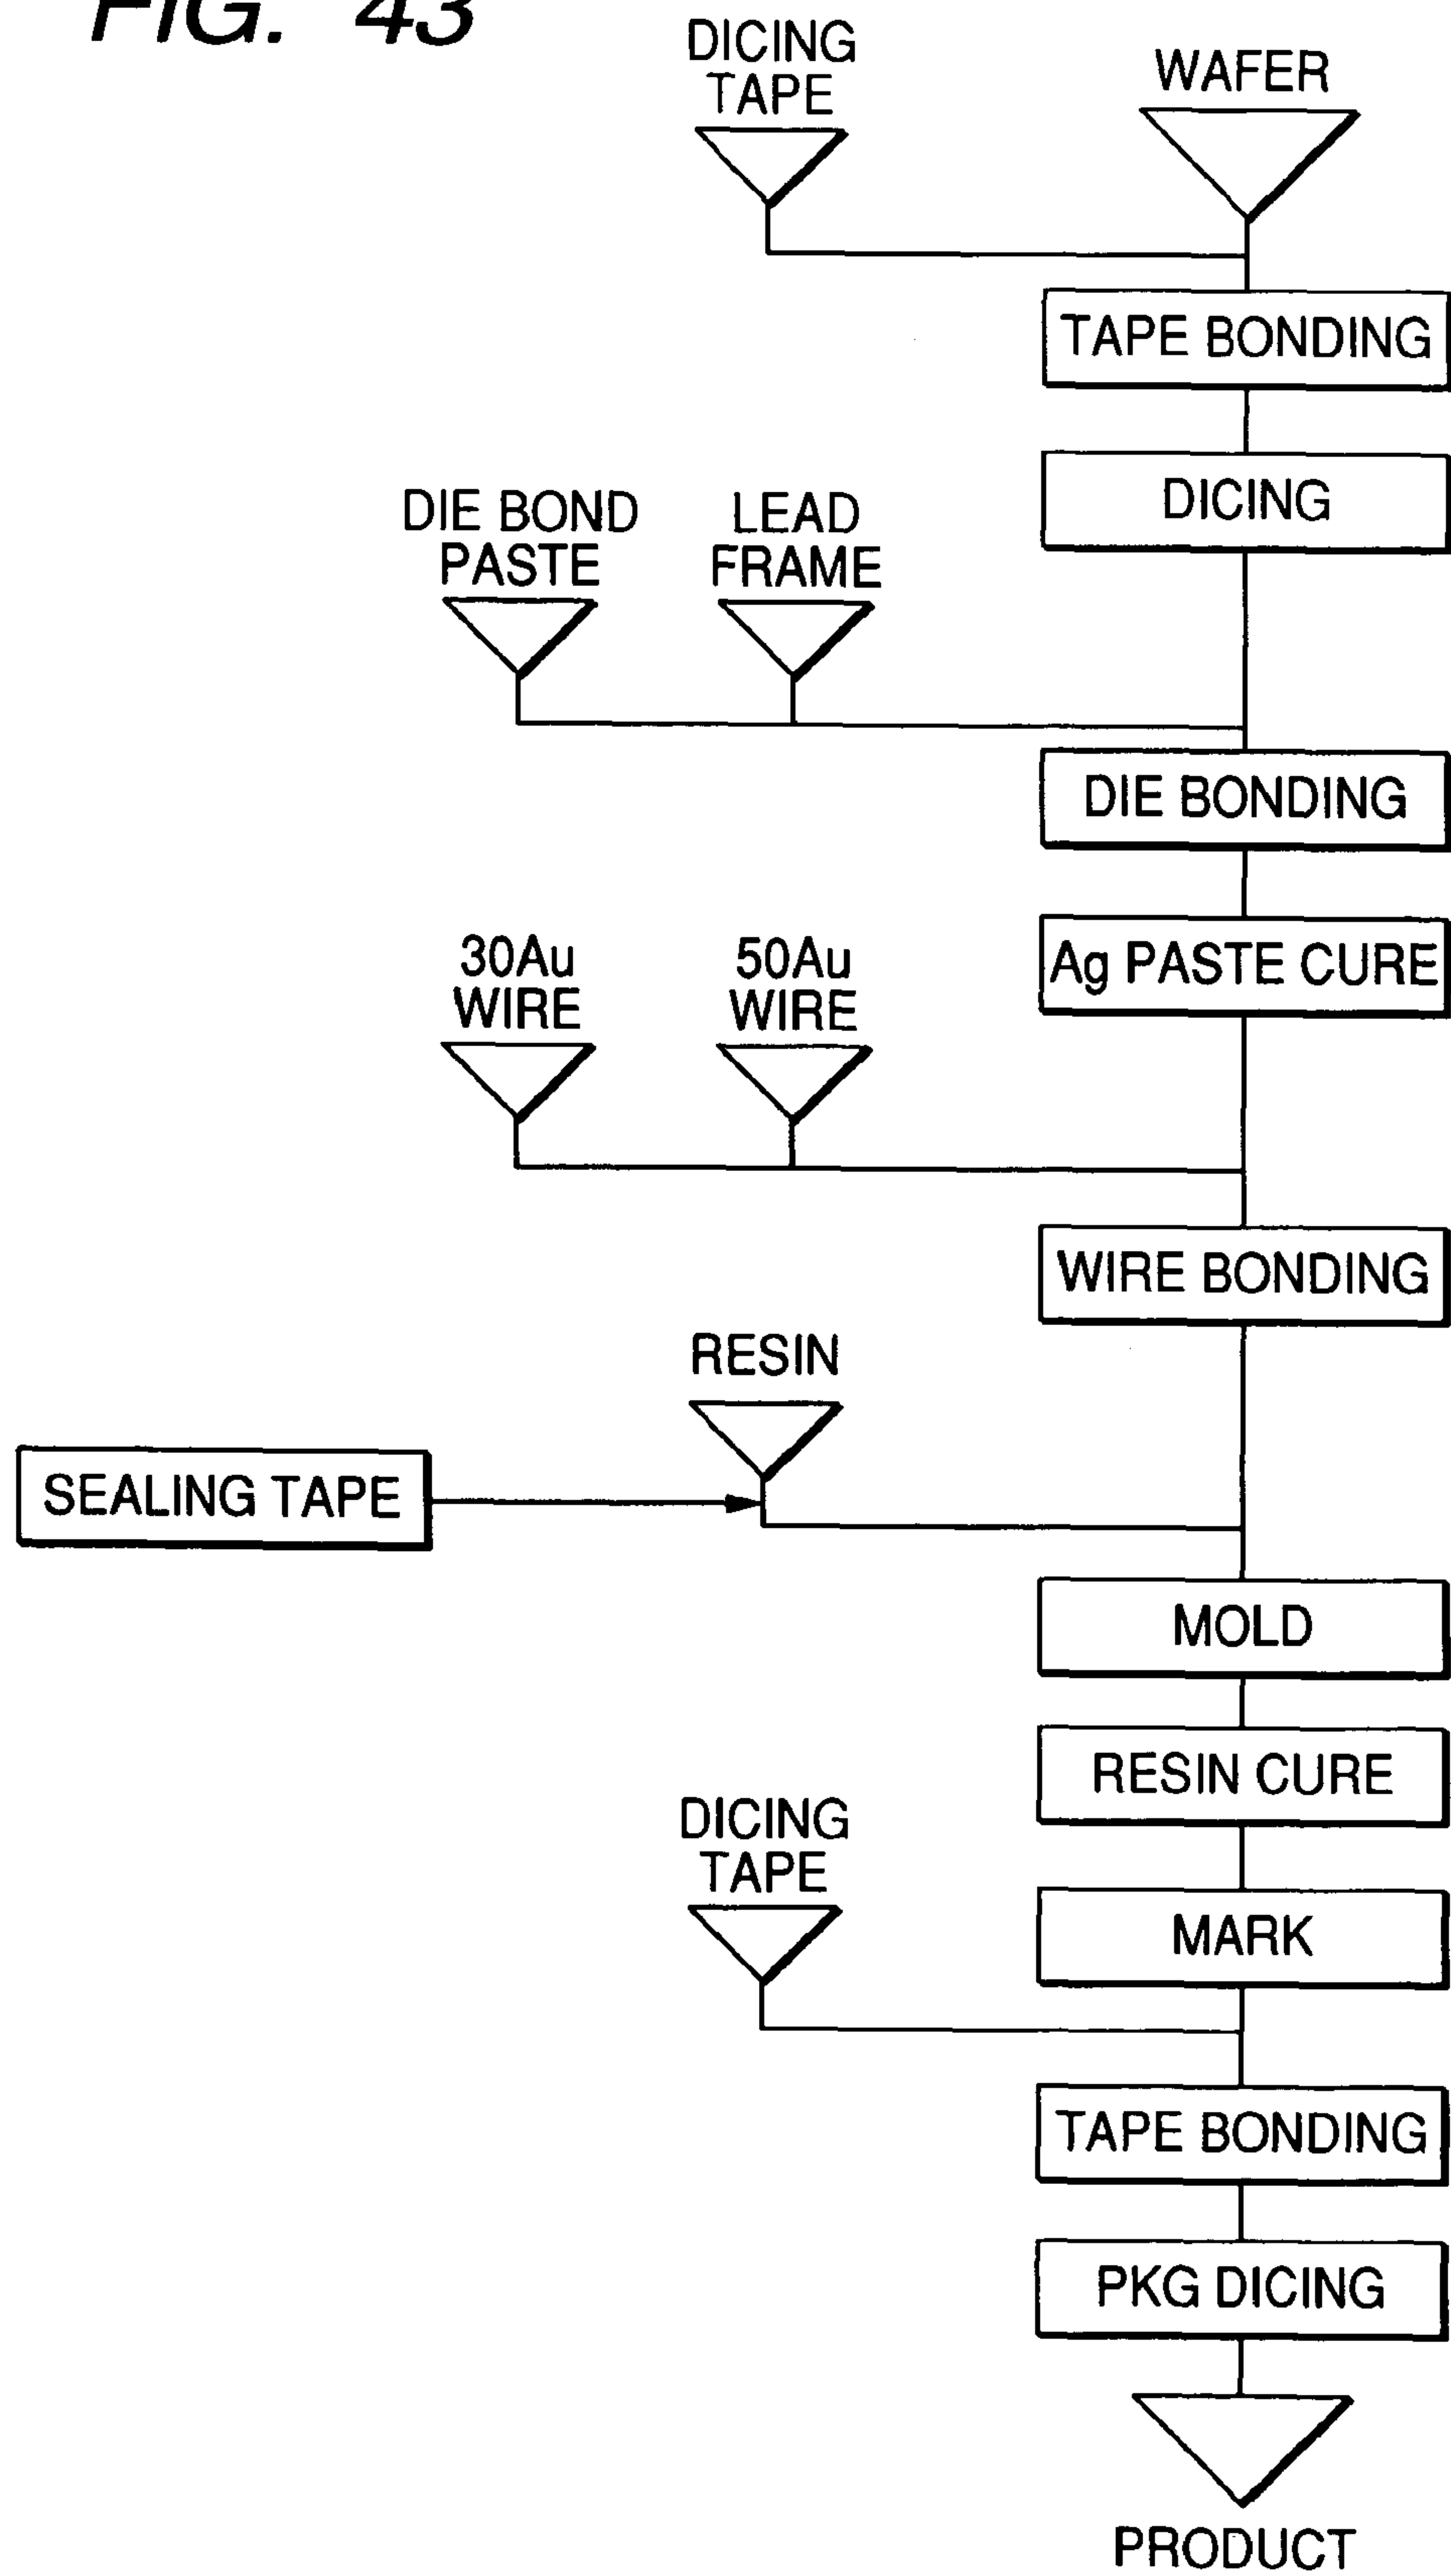 FIG. 43
DICING
TAPE
WAFER
TAPE BONDING
DICING
DIE BOND
PASTE
LEAD
FRAME
DIE BONDING
Ag PASTE CURE
30Au
WIRE
50Au
WIRE
WIRE BONDING
RESIN
SEALING TAPE
MOLD
RESIN CURE
DICING
TAPE
MARK
TAPE BONDING
PKG DICING
PRODUCT